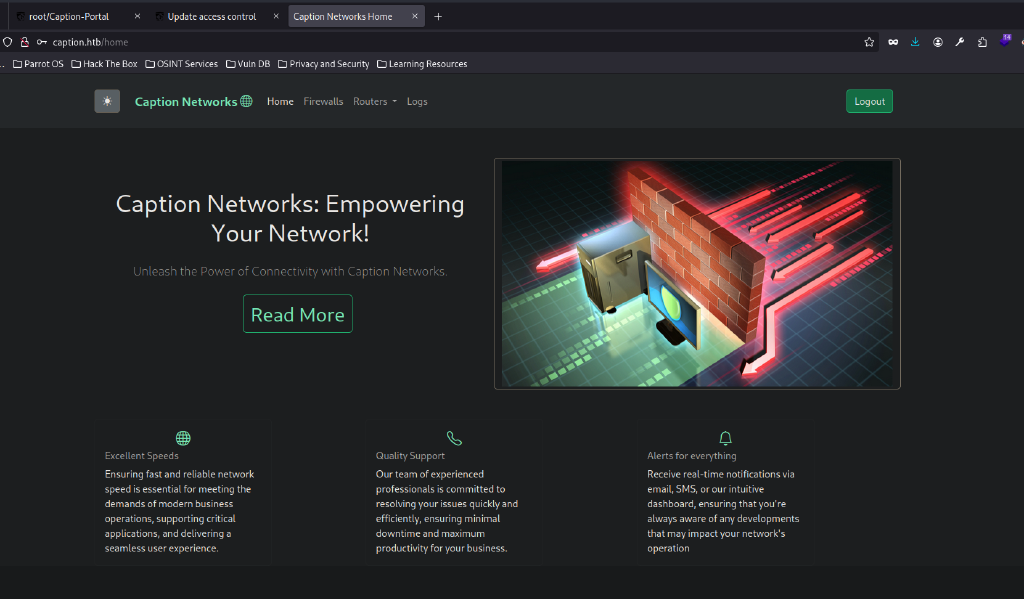 root/Caption-Portal
Update access control
Caption Networks Home
caption.htb/home
Parrot OS Hack The Box OSINT Services Vuln DB Privacy and Security Learning Resources
Caption Networks Home Firewalls Routers Logs Logout
Caption Networks: Empowering
Your Network!
Unleash the Power of Connectivity with Caption Networks.
Read More
Excellent Speeds
Ensuring fast and reliable network
speed is essential for meeting the
demands of modern business
operations, supporting critical
applications, and delivering a
seamless user experience.
Quality Support
Our team of experienced
professionals is committed to
resolving your issues quickly and
efficiently, ensuring minimal
downtime and maximum
productivity for your business.
Alerts for everything
Receive real-time notifications via
email, SMS, or our intuitive
dashboard, ensuring that you're
always aware of any developments
that may impact your network's
operation